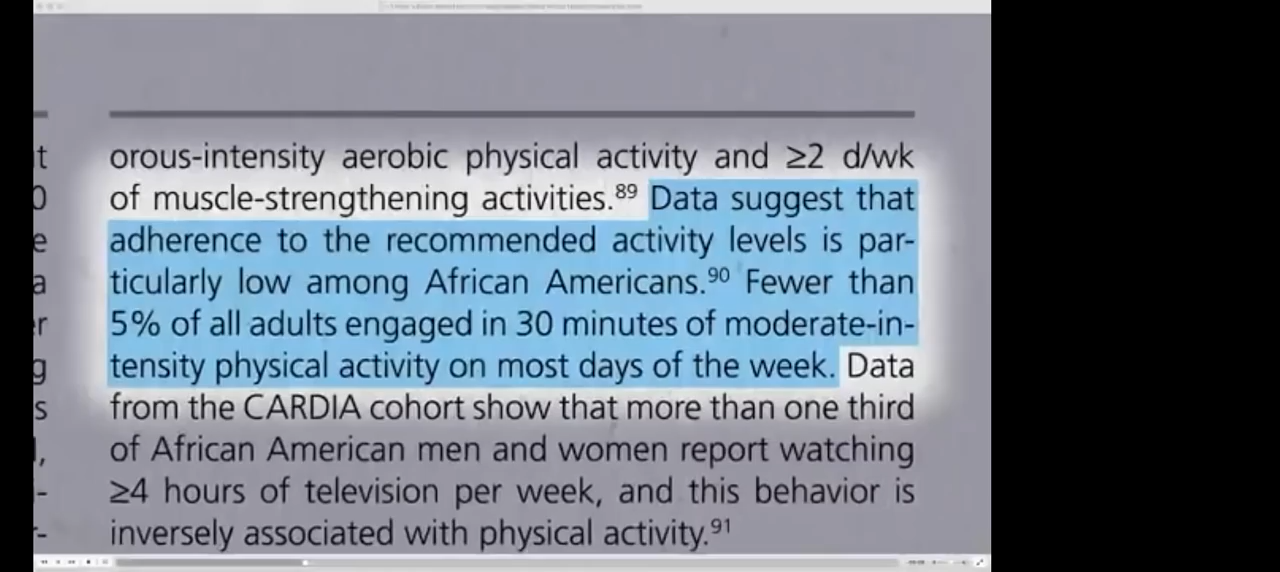 orous-intensity aerobic physical activity and ≥2 d/wk
of muscle-strengthening activities.89 Data suggest that
adherence to the recommended activity levels is par-
ticularly low among African Americans.90 Fewer than
5% of all adults engaged in 30 minutes of moderate-in-
tensity physical activity on most days of the week. Data
from the CARDIA cohort show that more than one third
of African American men and women report watching
≥4 hours of television per week, and this behavior is
inversely associated with physical activity.91